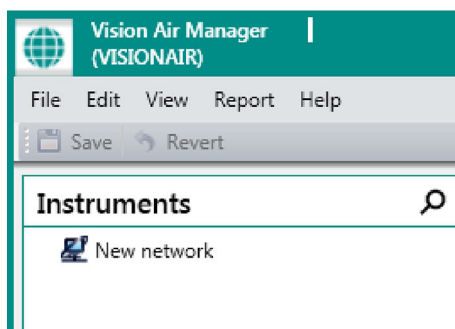 Vision Air Manager
(VISIONAIR)
File Edit View Report Help
Save Revert
Instruments
New network